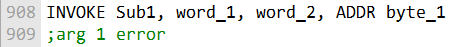 908 INVOKE Sub1, word_1, word_2, ADDR byte_1
909 ;arg 1 error